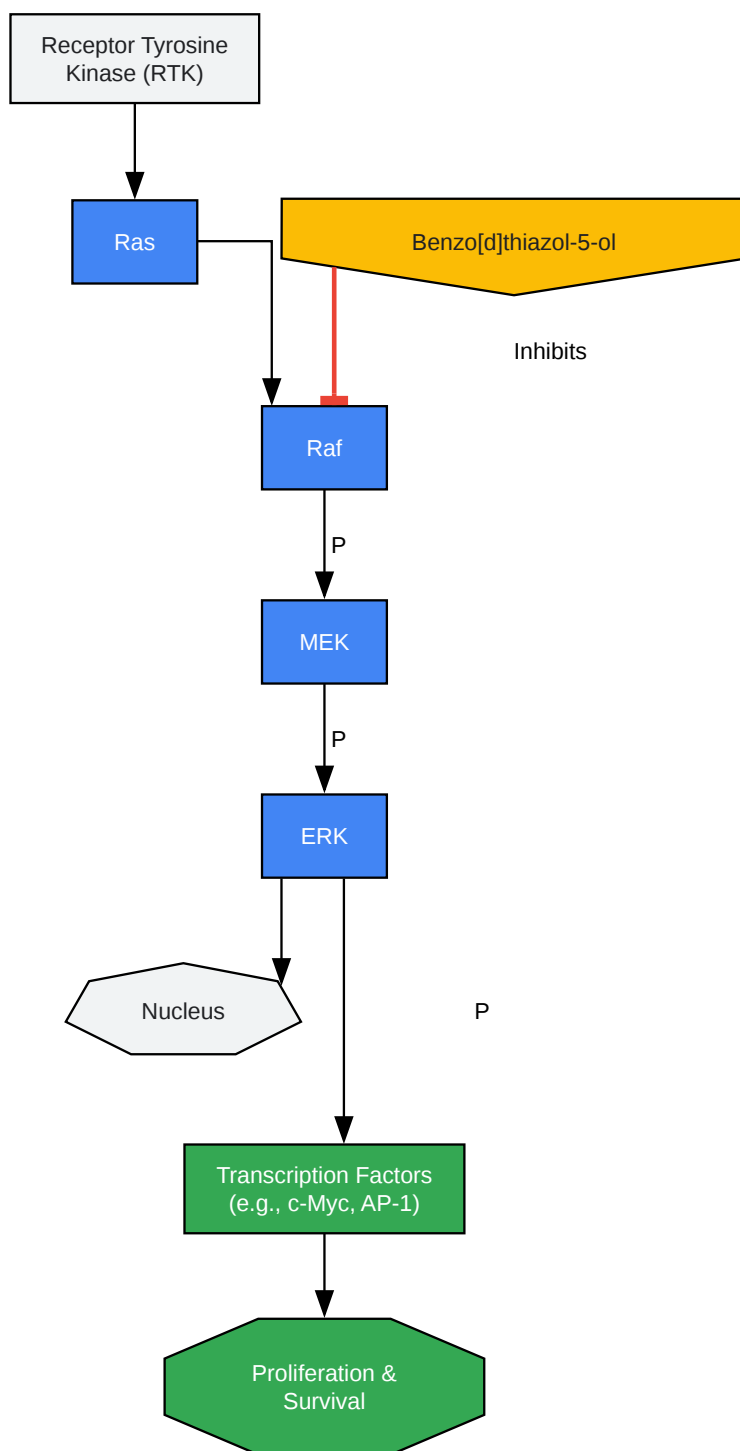 Receptor Tyrosine
Kinase (RTK)
Ras
Benzo[d]thiazol-5-ol
Inhibits
Raf
P
MEK
P
ERK
Nucleus
P
Transcription Factors
(e.g., c-Myc, AP-1)
Proliferation &
Survival